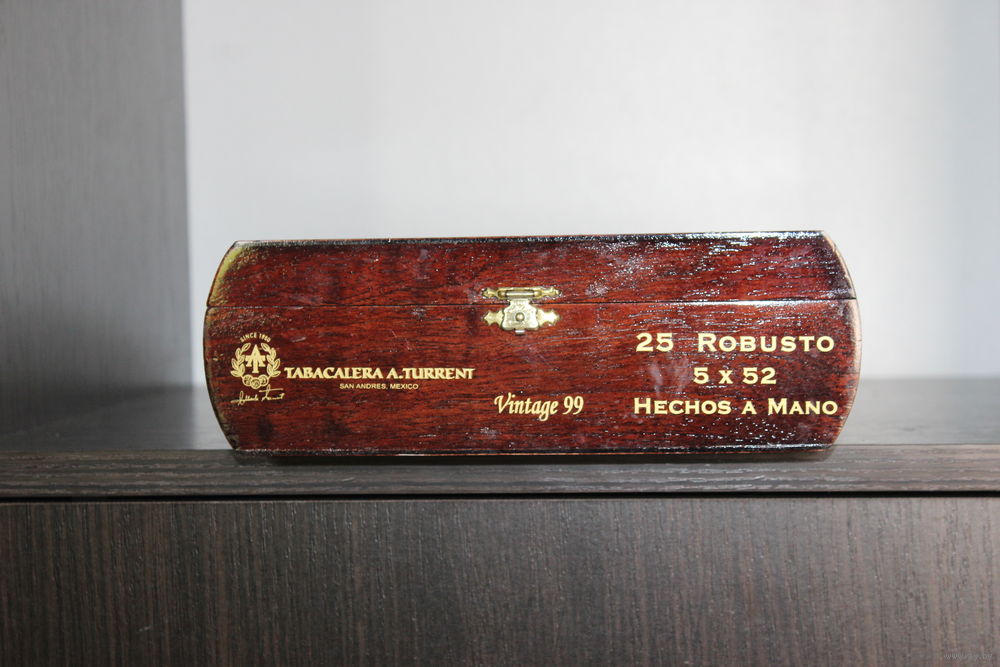 SINCE 1880
TABACALERA A.TURRENT
SAN ANDRES, MEXICO
Vintage 99
25 ROBUSTO
5 x 52
HECHOS A MANO